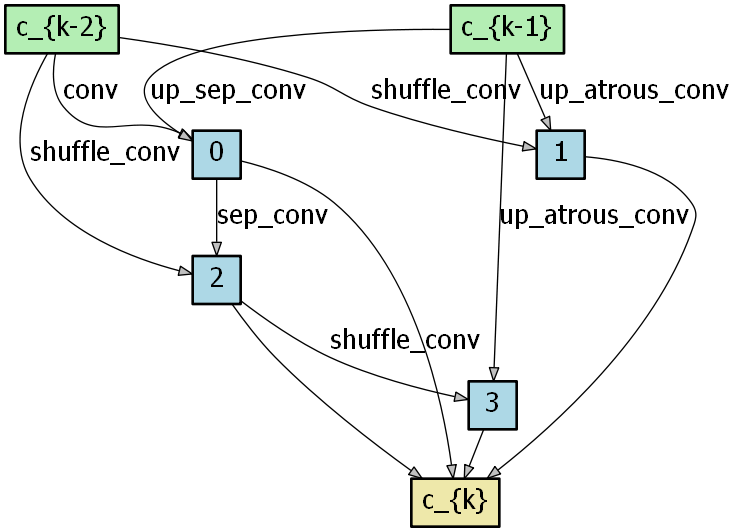 c_{k-2}
c_{k-1}
conv
up_sep_conv
shuffle_conv
up_atrous_conv
shuffle_conv
0
1
sep_conv
up_atrous_conv
2
shuffle_conv
3
c_{k}